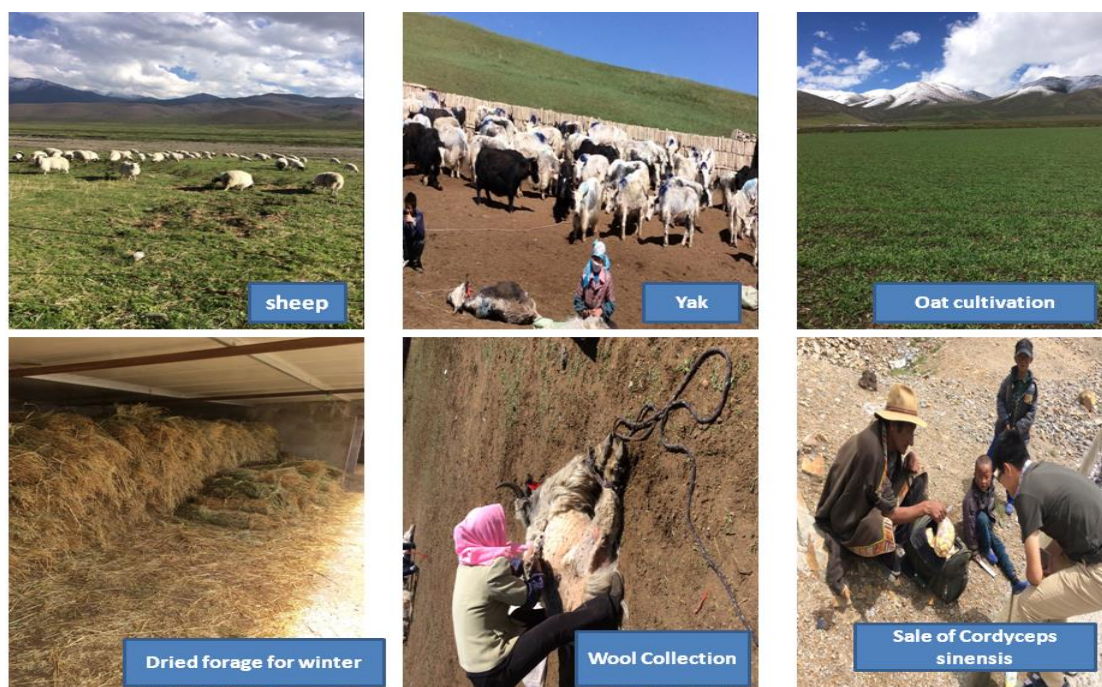 sheep
Yak
Oat cultivation
Dried forage for winter
Wool Collection
Sale of Cordyceps
sinensis